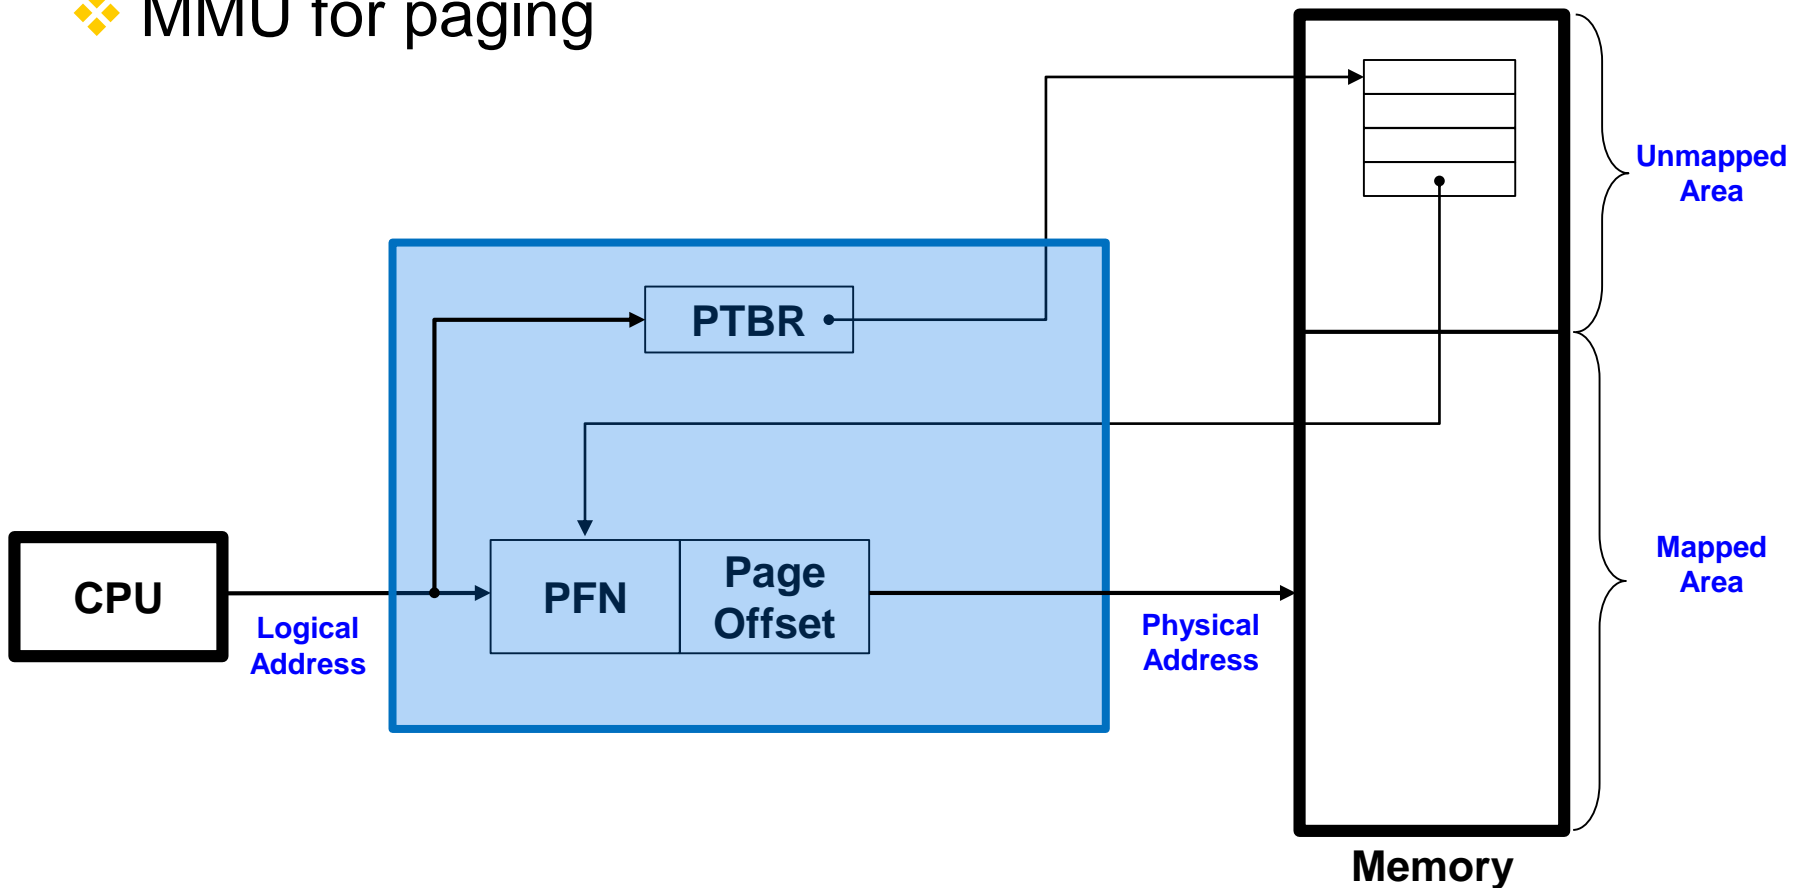 MMU for paging
Unmapped
Area
PTBR
CPU
Logical
Address
PFN
Page
Offset
Physical
Address
Mapped
Area
Memory